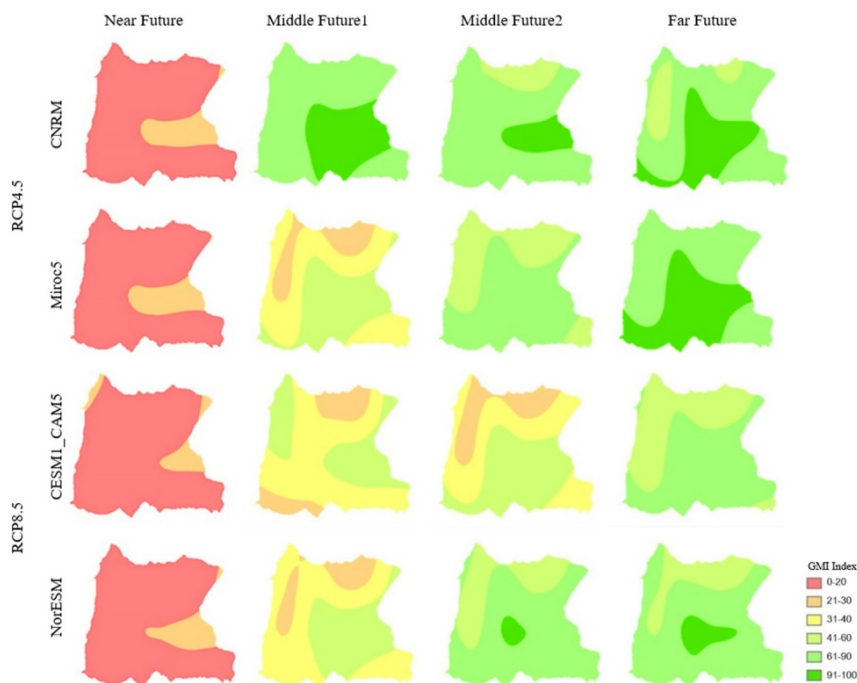 Near Future
Middle Future1
Middle Future2
Far Future
RCP4.5
CNRM
Miroc5
RCP8.5
CESM1_CAM5
NorESM
GMI Index
0-20
21-30
31-40
41-60
61-90
91-100